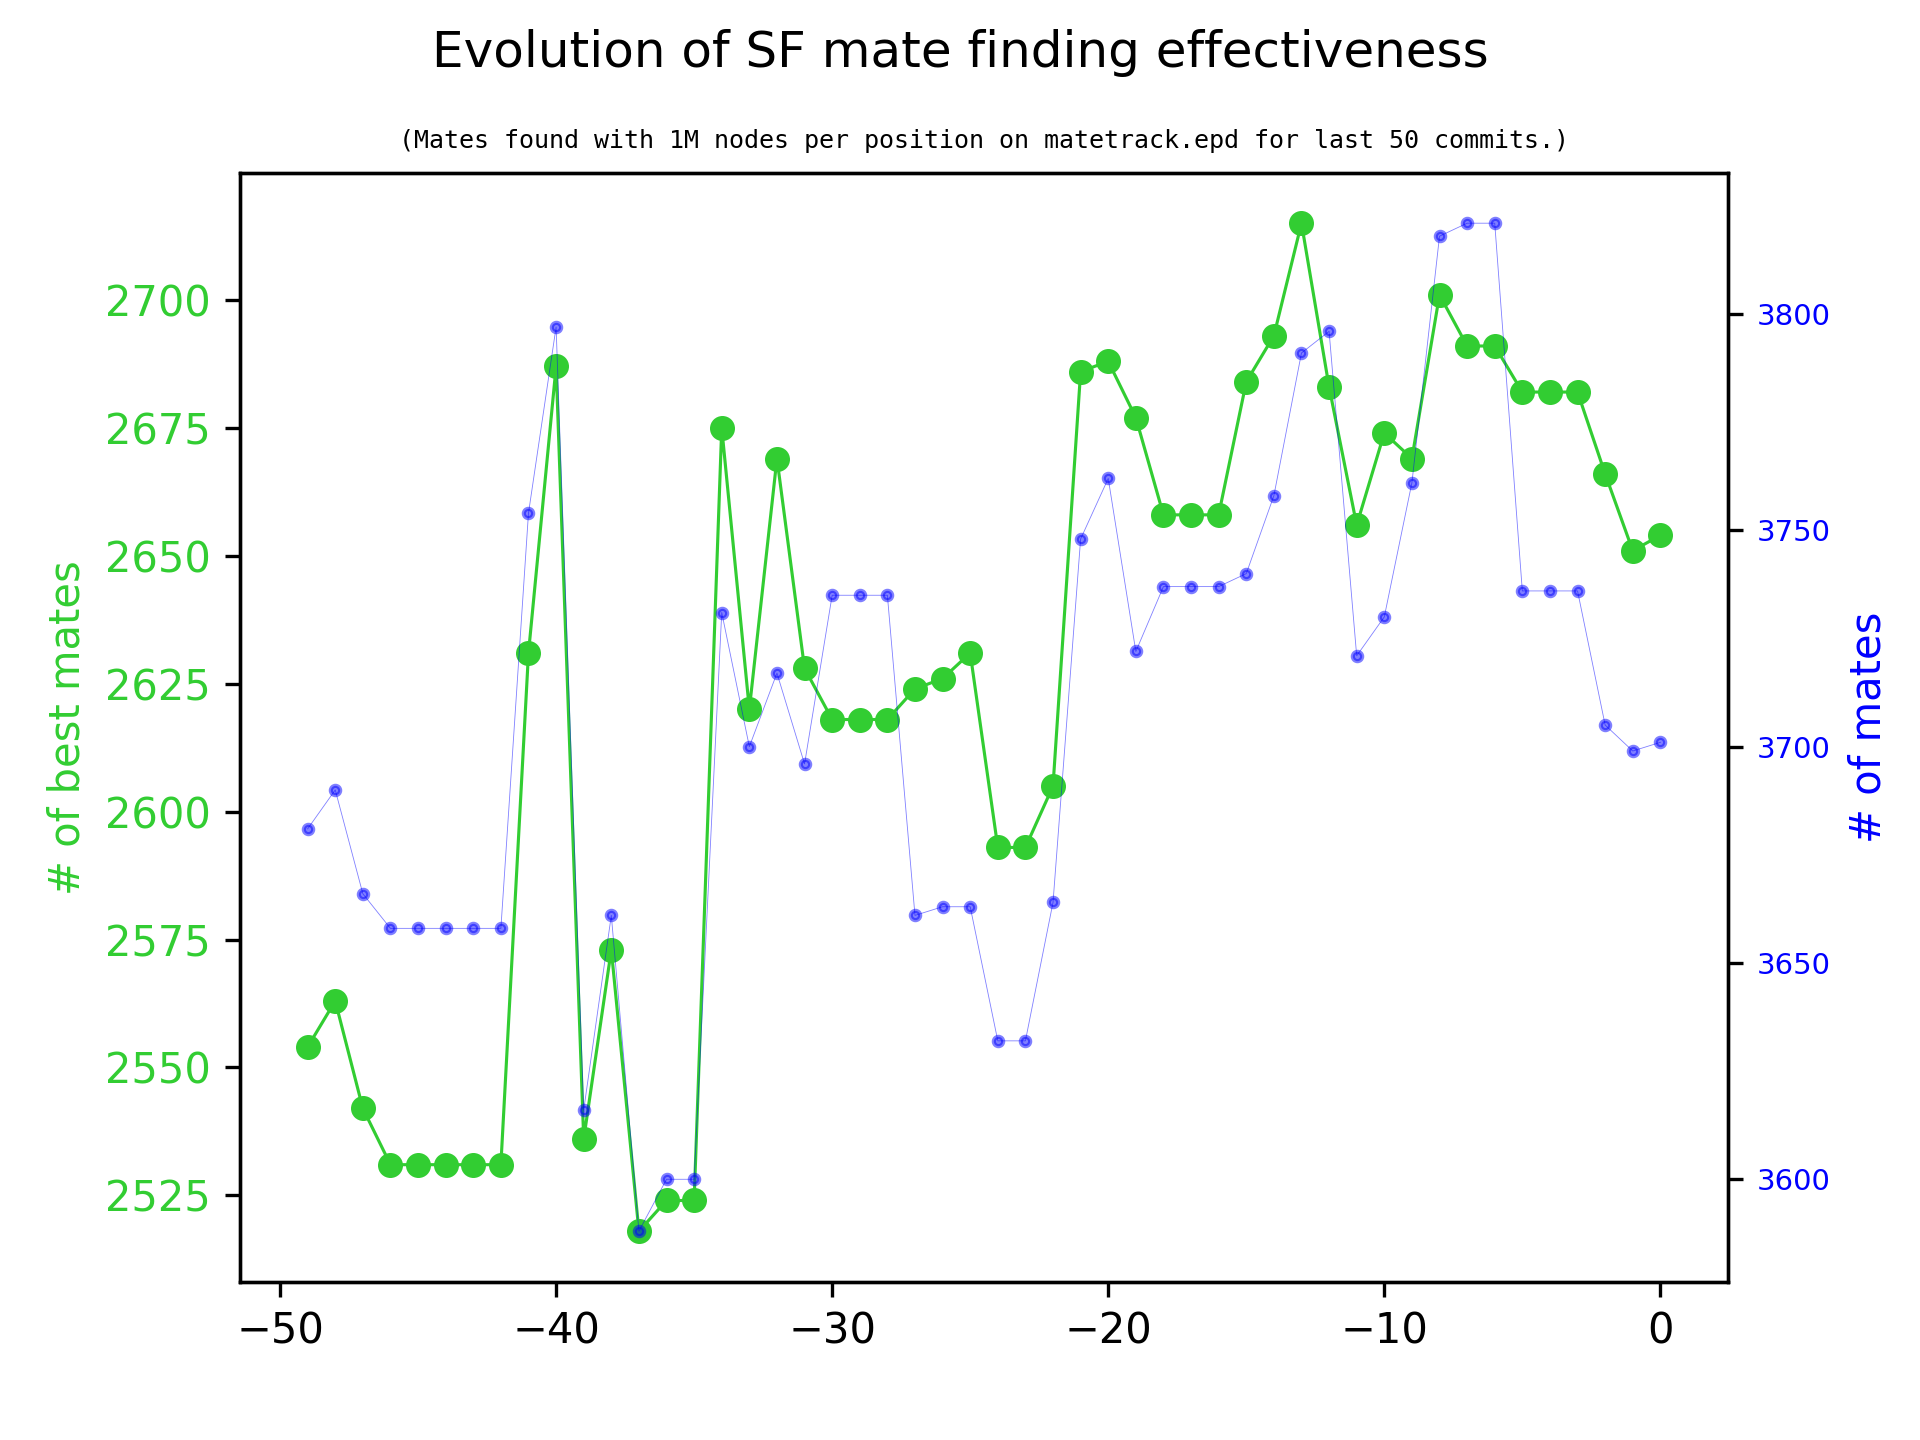 Evolution of SF mate finding effectiveness
(Mates found with 1M nodes per position on matetrack.epd for last 50 commits.)
# of best mates
2700
2675
2650
2625
2600
2575
2550
2525
3800
3750
3700
3650
3600
# of mates
−50 −40 −30 −20 −10 0